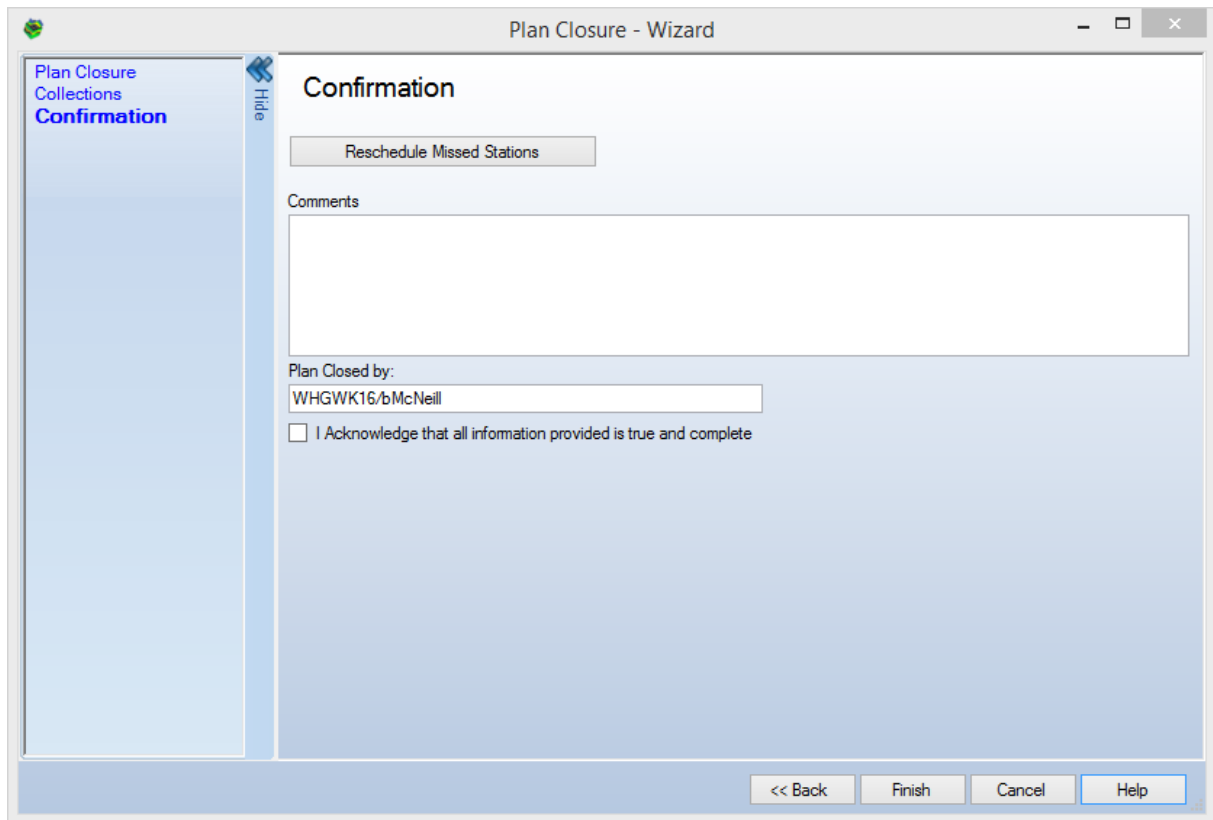 Plan Closure - Wizard
Plan Closure
Collections
Confirmation
Hide
Confirmation
Reschedule Missed Stations
Comments
Plan Closed by:
WHGWK16/bMcNeill
I Acknowledge that all information provided is true and complete
<< Back
Finish
Cancel
Help